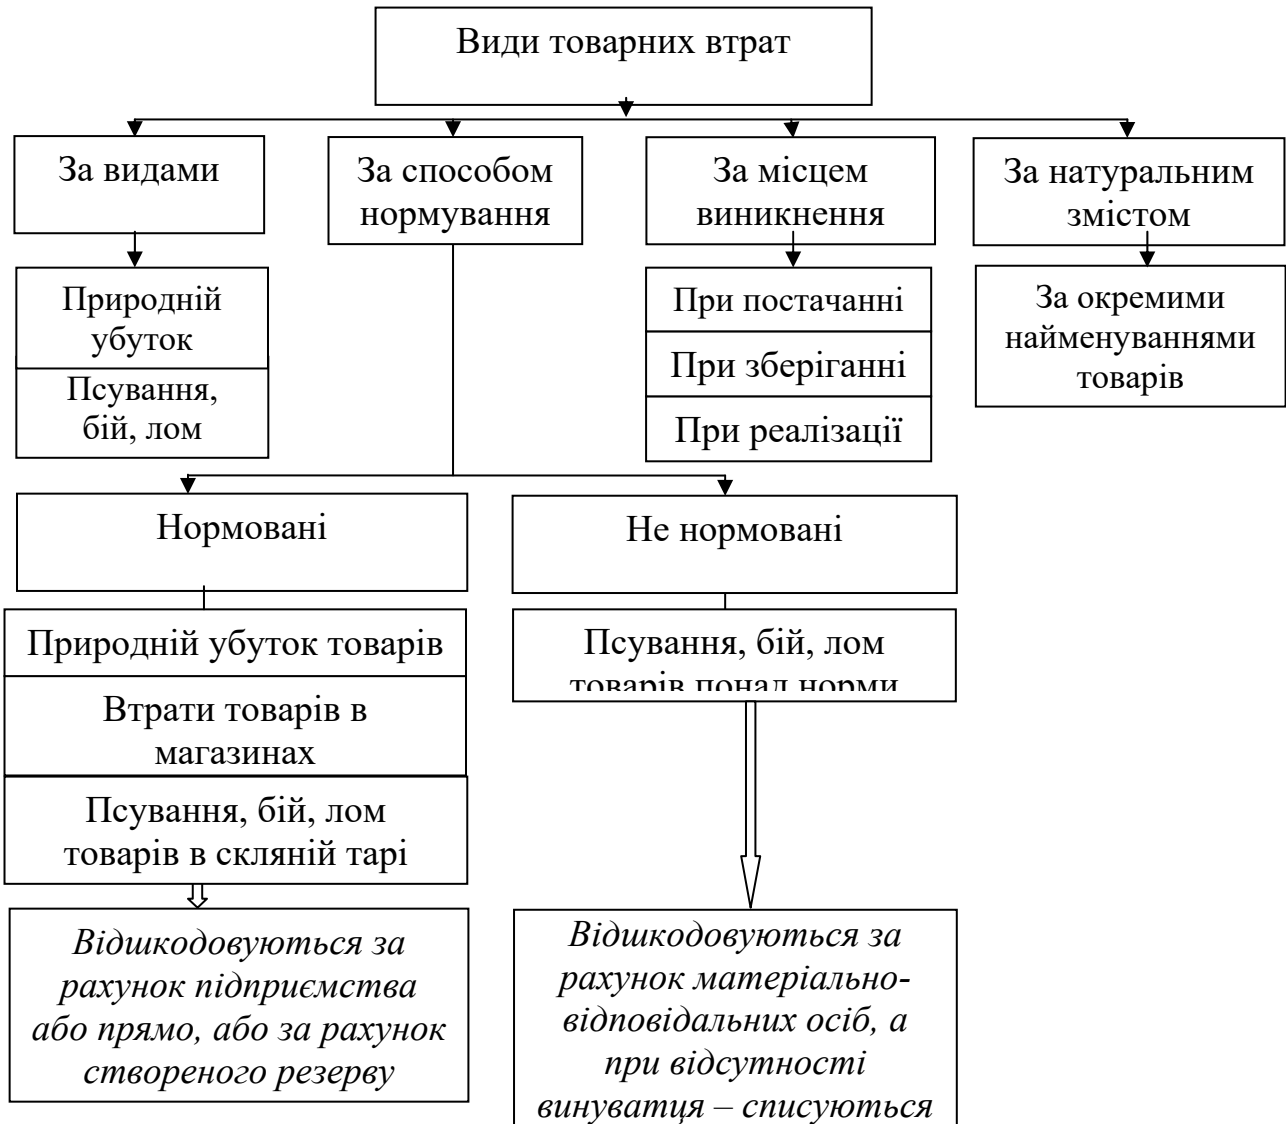 Види товарних втрат
За видами
За способом
нормування
За місцем
виникнення
За натуральним
змістом
Природній
убуток
Псування,
бій, лом
При постачанні
При зберіганні
При реалізації
За окремими
найменуваннями
товарів
Нормовані
Не нормовані
Природній убуток товарів
Втрати товарів в
магазинах
Псування, бій, лом
товарів в скляній тарі
Псування, бій, лом
товарів понад норми
Відшкодовуються за
рахунок підприємства
або прямо, або за рахунок
створеного резерву
Відшкодовуються за
рахунок матеріально-
відповідальних осіб, а
при відсутності
винуватця – списуються